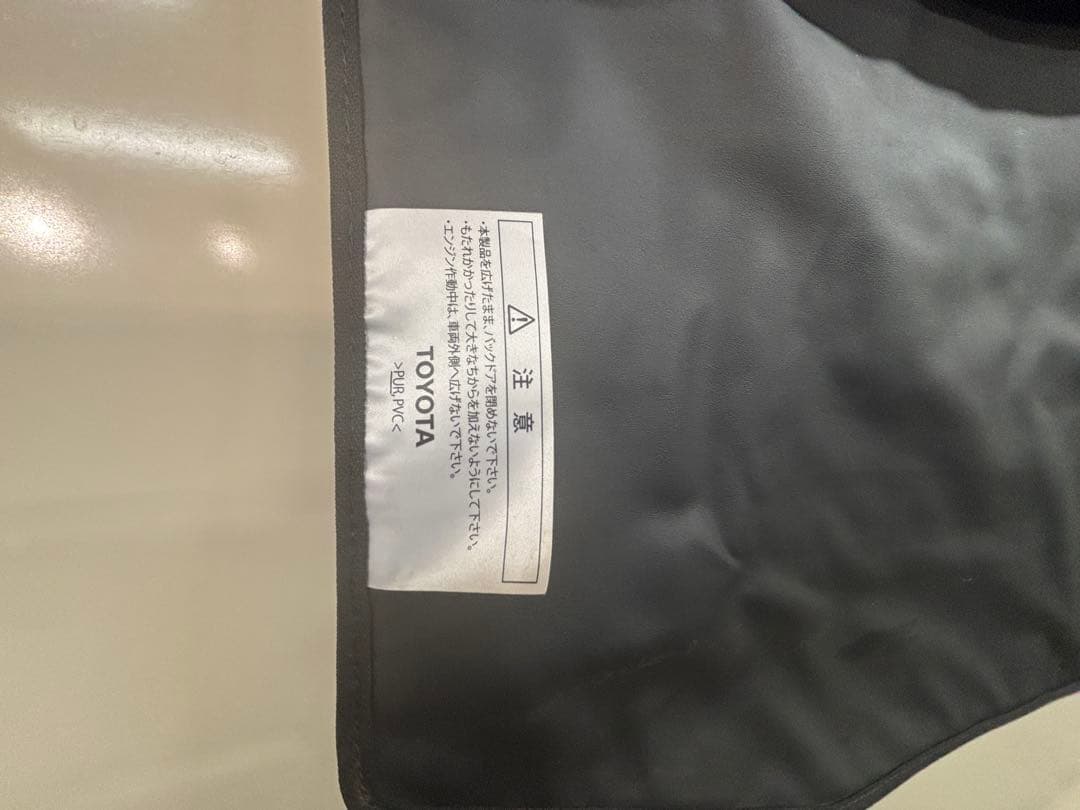 ⚠ 注意
・本製品を広げたまま、バックドアを閉めないで下さい。
・もたれかかったりして大きなちからを加えないようにして下さい。
・エンジン作動中は、車両外側へ広げないで下さい。
TOYOTA
>PUR,PVC<